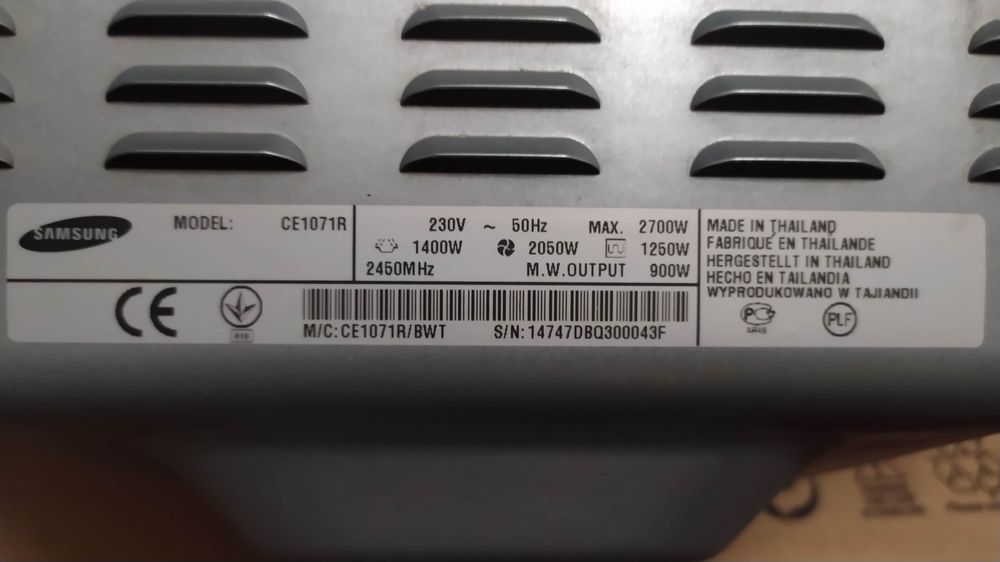 SAMSUNG
MODEL: CE1071R
230V ~ 50Hz MAX. 2700W
1400W 2050W 1250W
2450MHz M.W.OUTPUT 900W
MADE IN THAILAND
FABRIQUE EN THAILANDE
HERGESTELLT IN THAILAND
HECHO EN TAILANDIA
WYPRODUKOWANO W TAJIANDII
CE
M/C:CE1071R/BWT S/N:14747DBQ300043F
PLF